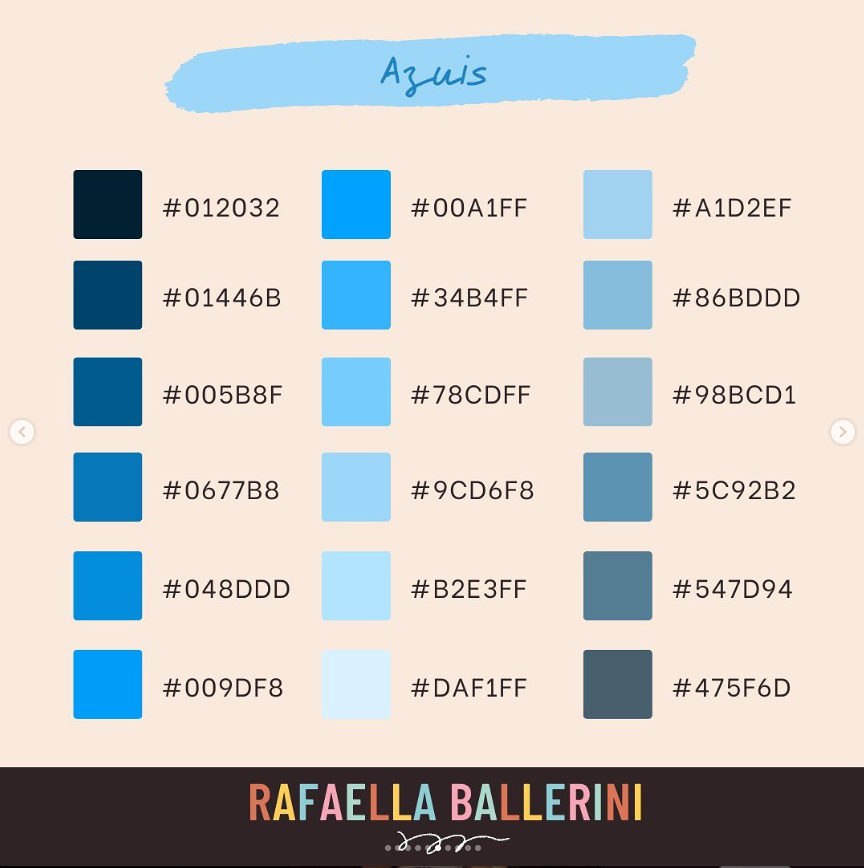 Azuis
#012032
#00A1FF
#A1D2EF
#01446B
#34B4FF
#86BDDD
#005B8F
#78CDFF
#98BCD1
#0677B8
#9CD6F8
#5C92B2
#048DDD
#B2E3FF
#547D94
#009DF8
#DAF1FF
#475F6D
RAFAELLA BALLERINI